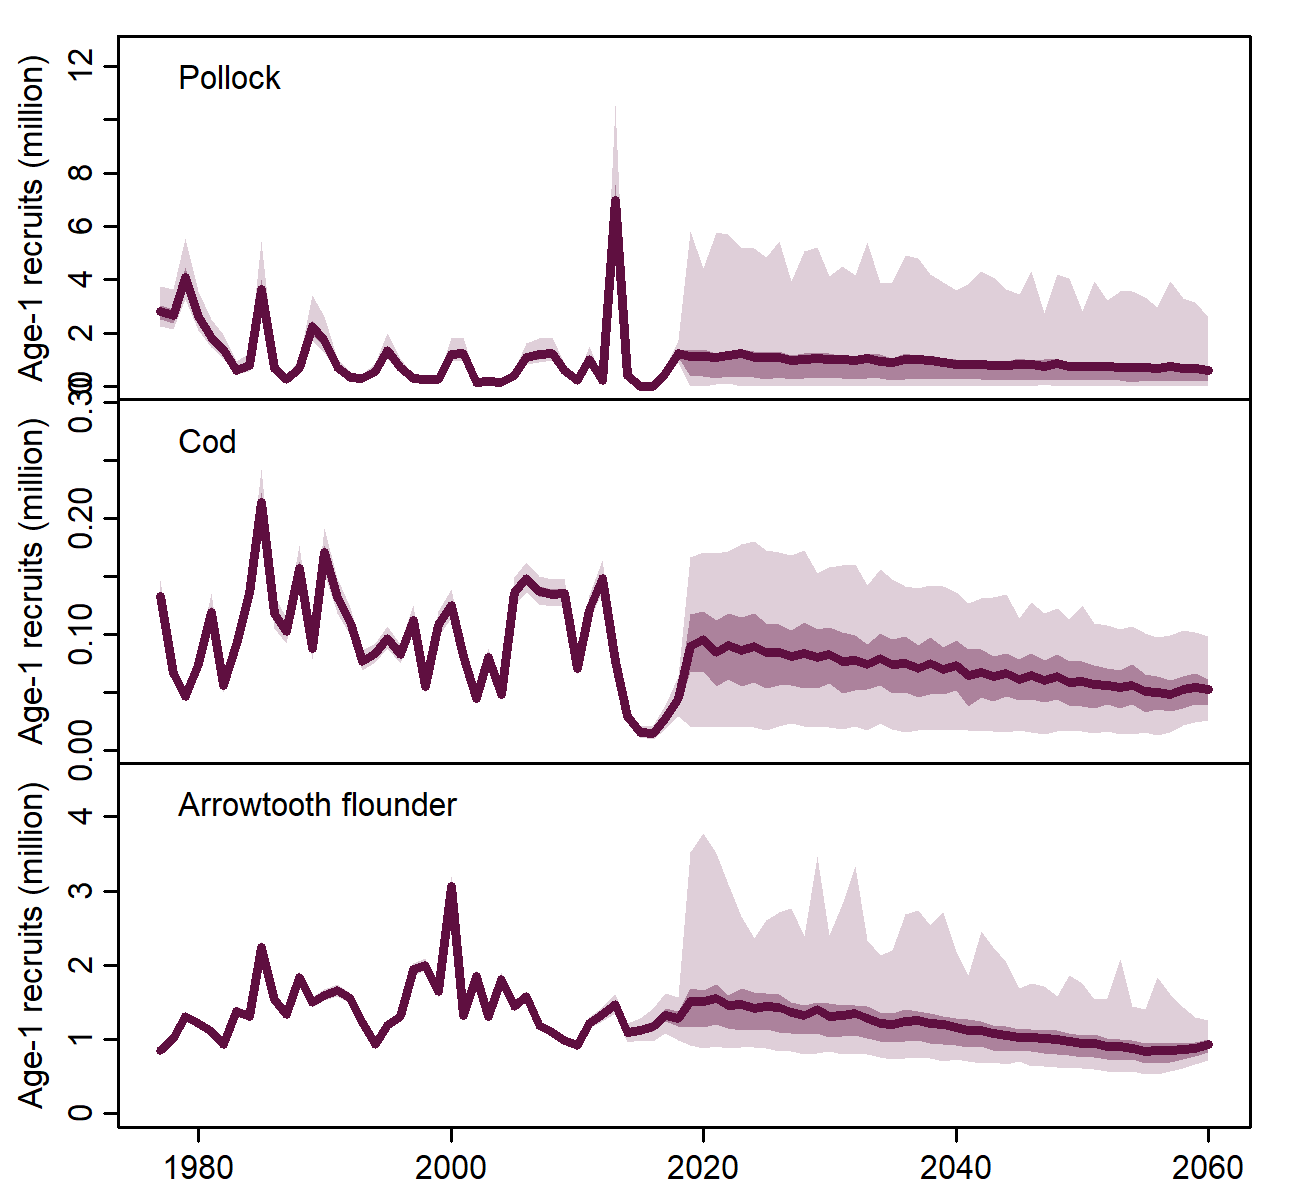 Age-1 recruits (million)
12
8
6
4
2
0
Pollock
Age-1 recruits (million)
0.30
0.20
0.10
0.00
Cod
Age-1 recruits (million)
4
3
2
1
0
Arrowtooth flounder
1980 2000 2020 2040 2060